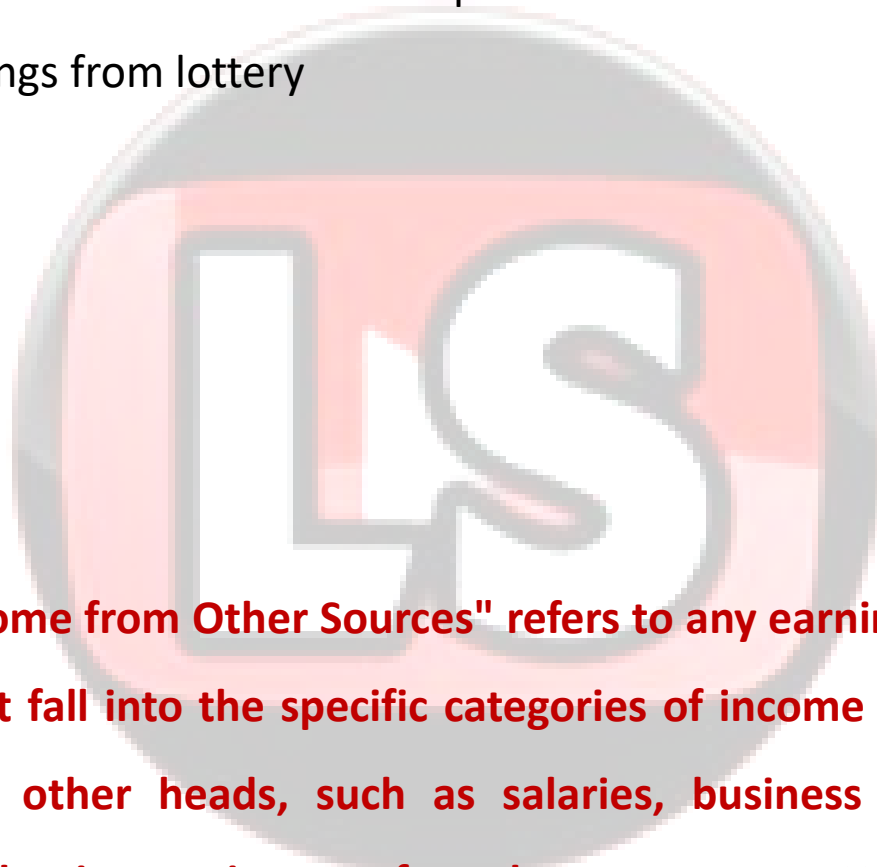 ngs from lottery
LS
ome from Other Sources" refers to any earnin
t fall into the specific categories of income
other heads, such as salaries, business